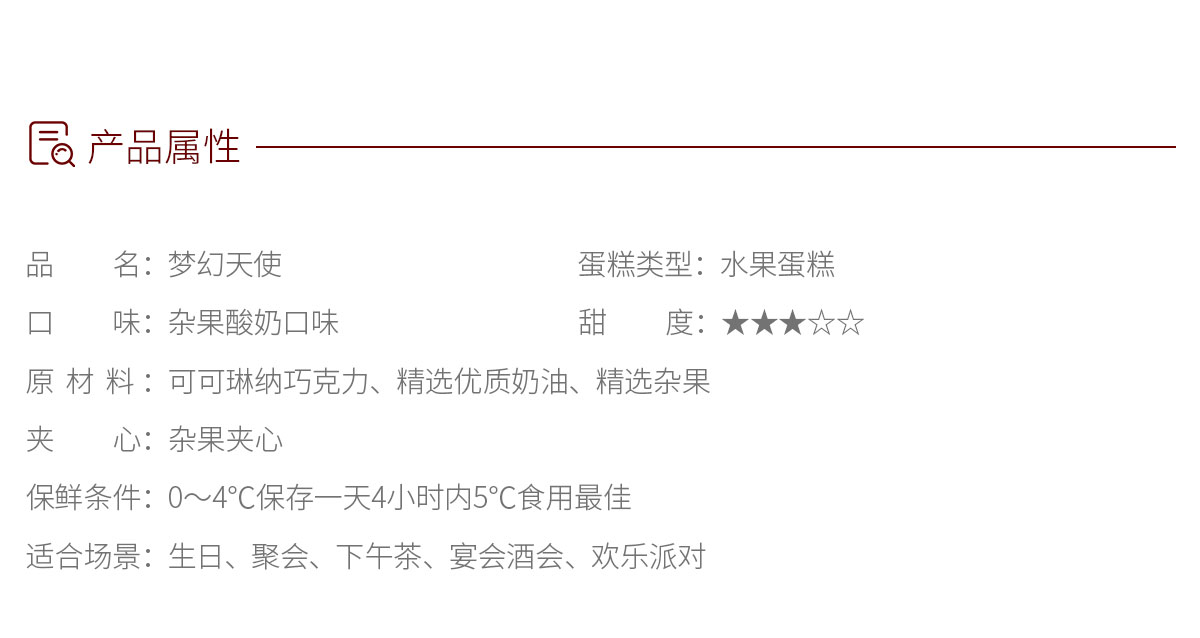 产品属性
品名：梦幻天使 蛋糕类型：水果蛋糕
口味：杂果酸奶口味 甜度：★★★☆☆
原材料：可可琳纳巧克力、精选优质奶油、精选杂果
夹心：杂果夹心
保鲜条件：0～4℃保存一天4小时内5℃食用最佳
适合场景：生日、聚会、下午茶、宴会酒会、欢乐派对